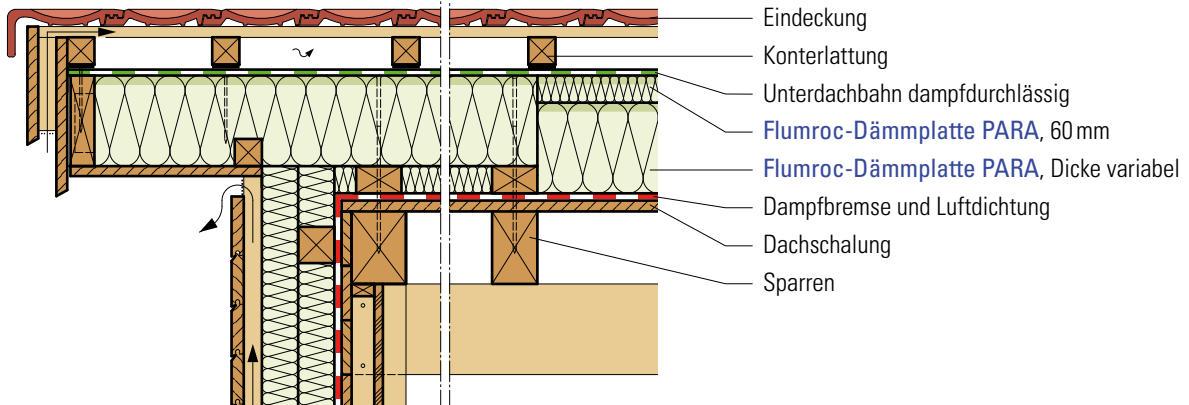 Eindeckung
Konterlattung
Unterdachbahn dampfdurchlässig
Flumroc-Dämmplatte PARA, 60 mm
Flumroc-Dämmplatte PARA, Dicke variabel
Dampfbremse und Luftdichtung
Dachschalung
Sparren